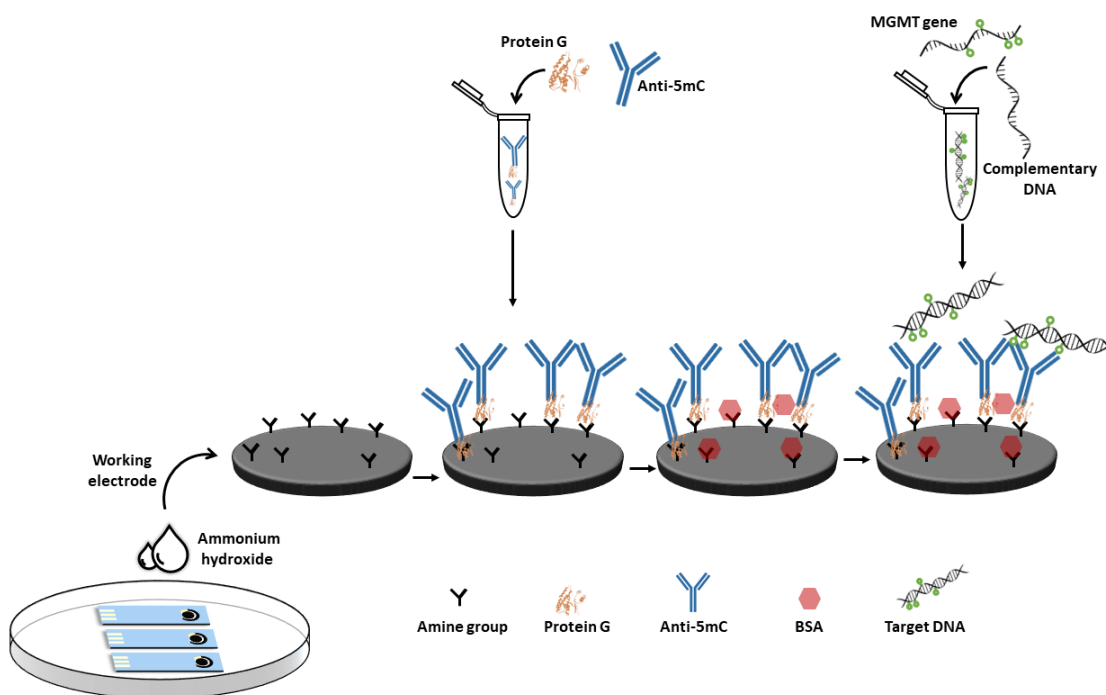 Protein G
Anti-5mC
MGMT gene
Complementary
DNA
Working
electrode
Ammonium
hydroxide
Amine group
Protein G
Anti-5mC
BSA
Target DNA